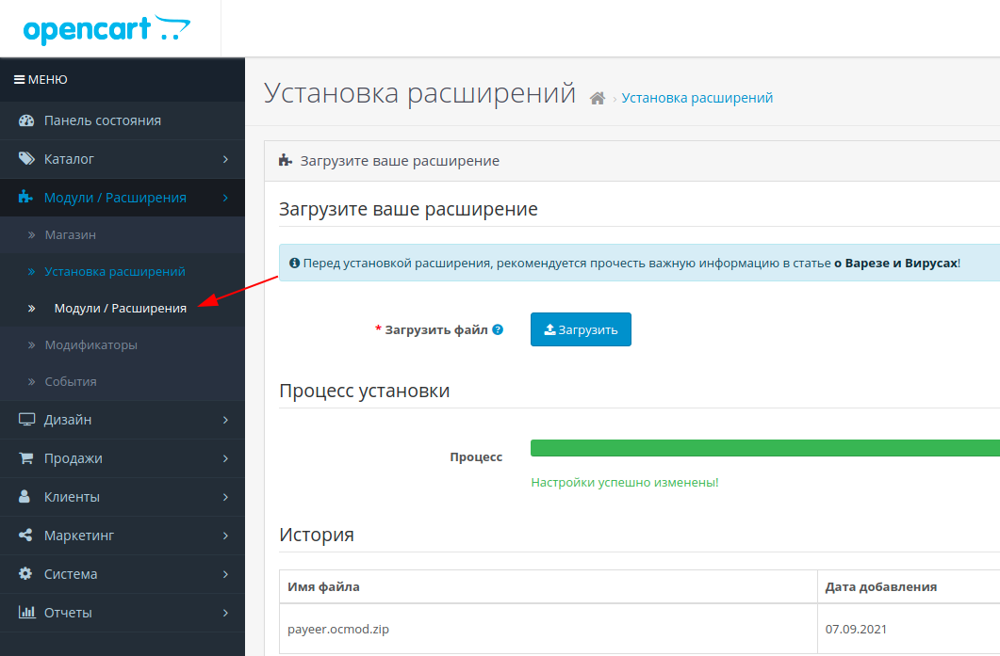 opencart
МЕНЮ
Панель состояния
Каталог
Модули / Расширения
Магазин
Установка расширений
Модули / Расширения
Модификаторы
События
Дизайн
Продажи
Клиенты
Маркетинг
Система
Отчеты
Установка расширений › Установка расширений
Загрузите ваше расширение
Загрузите ваше расширение
Перед установкой расширения, рекомендуется прочесть важную информацию в статье о Варезе и Вирусах!
* Загрузить файл ? Загрузить
Процесс установки
Процесс
Настройки успешно изменены!
История
Имя файла Дата добавления
payeer.ocmod.zip 07.09.2021